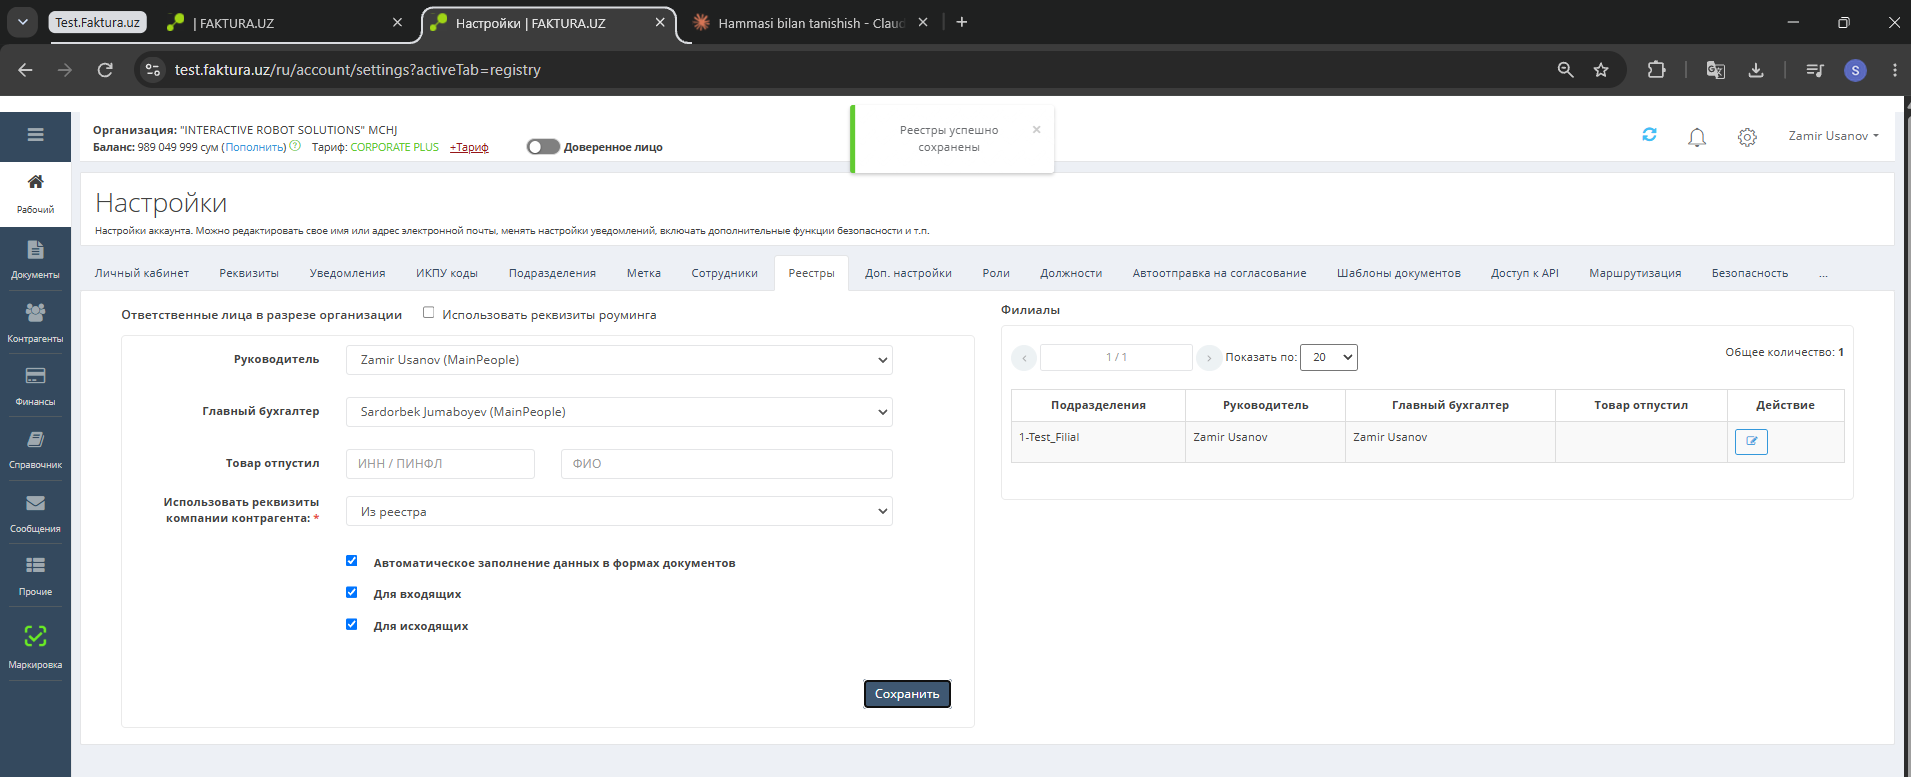 Test.Faktura.uz
| FAKTURA.UZ
Настройки | FAKTURA.UZ
Hammasi bilan tanishish - Claud
test.faktura.uz/ru/account/settings?activeTab=registry
S
Организация: "INTERACTIVE ROBOT SOLUTIONS" MCHJ
Баланс: 989 049 999 сум (Пополнить) Тариф: CORPORATE PLUS +Тариф
Доверенное лицо
Реестры успешно
сохранены
Zamir Usanov
Рабочий
Документы
Контрагенты
Финансы
Справочник
Сообщения
Прочие
Маркировка
Настройки
Настройки аккаунта. Можно редактировать свое имя или адрес электронной почты, менять настройки уведомлений, включать дополнительные функции безопасности и т.п.
Личный кабинет Реквизиты Уведомления ИКПУ коды Подразделения Метка Сотрудники Реестры Доп. настройки Роли Должности Автоотправка на согласование Шаблоны документов Доступ к API Маршрутизация Безопасность ...
Ответственные лица в разрезе организации Использовать реквизиты роуминга
Руководитель Zamir Usanov (MainPeople)
Главный бухгалтер Sardorbek Jumaboyev (MainPeople)
Товар отпустил ИНН / ПИНФЛ ФИО
Использовать реквизиты
компании контрагента: *
Из реестра
Автоматическое заполнение данных в формах документов
Для входящих
Для исходящих
Сохранить
Филиалы
1 / 1 Показать по: 20 Общее количество: 1
Подразделения Руководитель Главный бухгалтер Товар отпустил Действие
1-Test_Filial Zamir Usanov Zamir Usanov